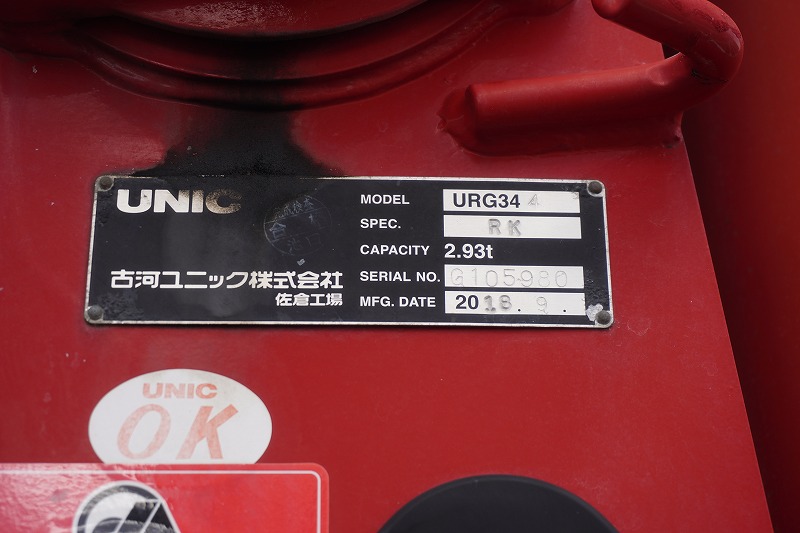 UNIC
MODEL URG344
SPEC. RK
CAPACITY 2.93t
SERIAL NO. G105980
MFG. DATE 2018. 9.
古河ユニック株式会社
佐倉工場
UNIC
OK